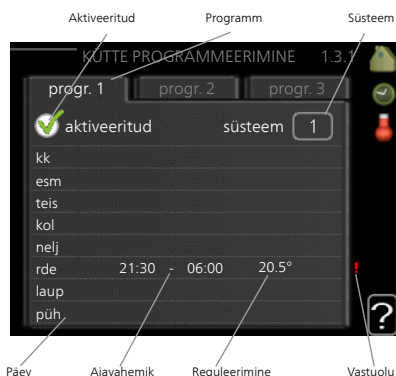 Aktiveeritud Programm Süsteem
KÜTTE PROGRAMMEERIMINE 1.3.1
progr. 1 progr. 2 progr. 3
aktiveeritud süsteem 1
kk
esm
teis
kol
nelj
rde 21:30 - 06:00 20.5° !
laup
püh
?
Päev Ajavahemik Reguleerimine Vastuolu